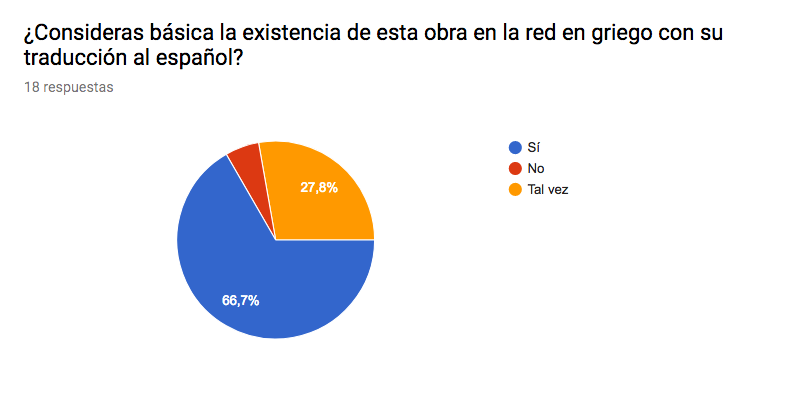 ¿Consideras básica la existencia de esta obra en la red en griego con su
traducción al español?
18 respuestas
Sí
No
Tal vez
27,8%
66,7%